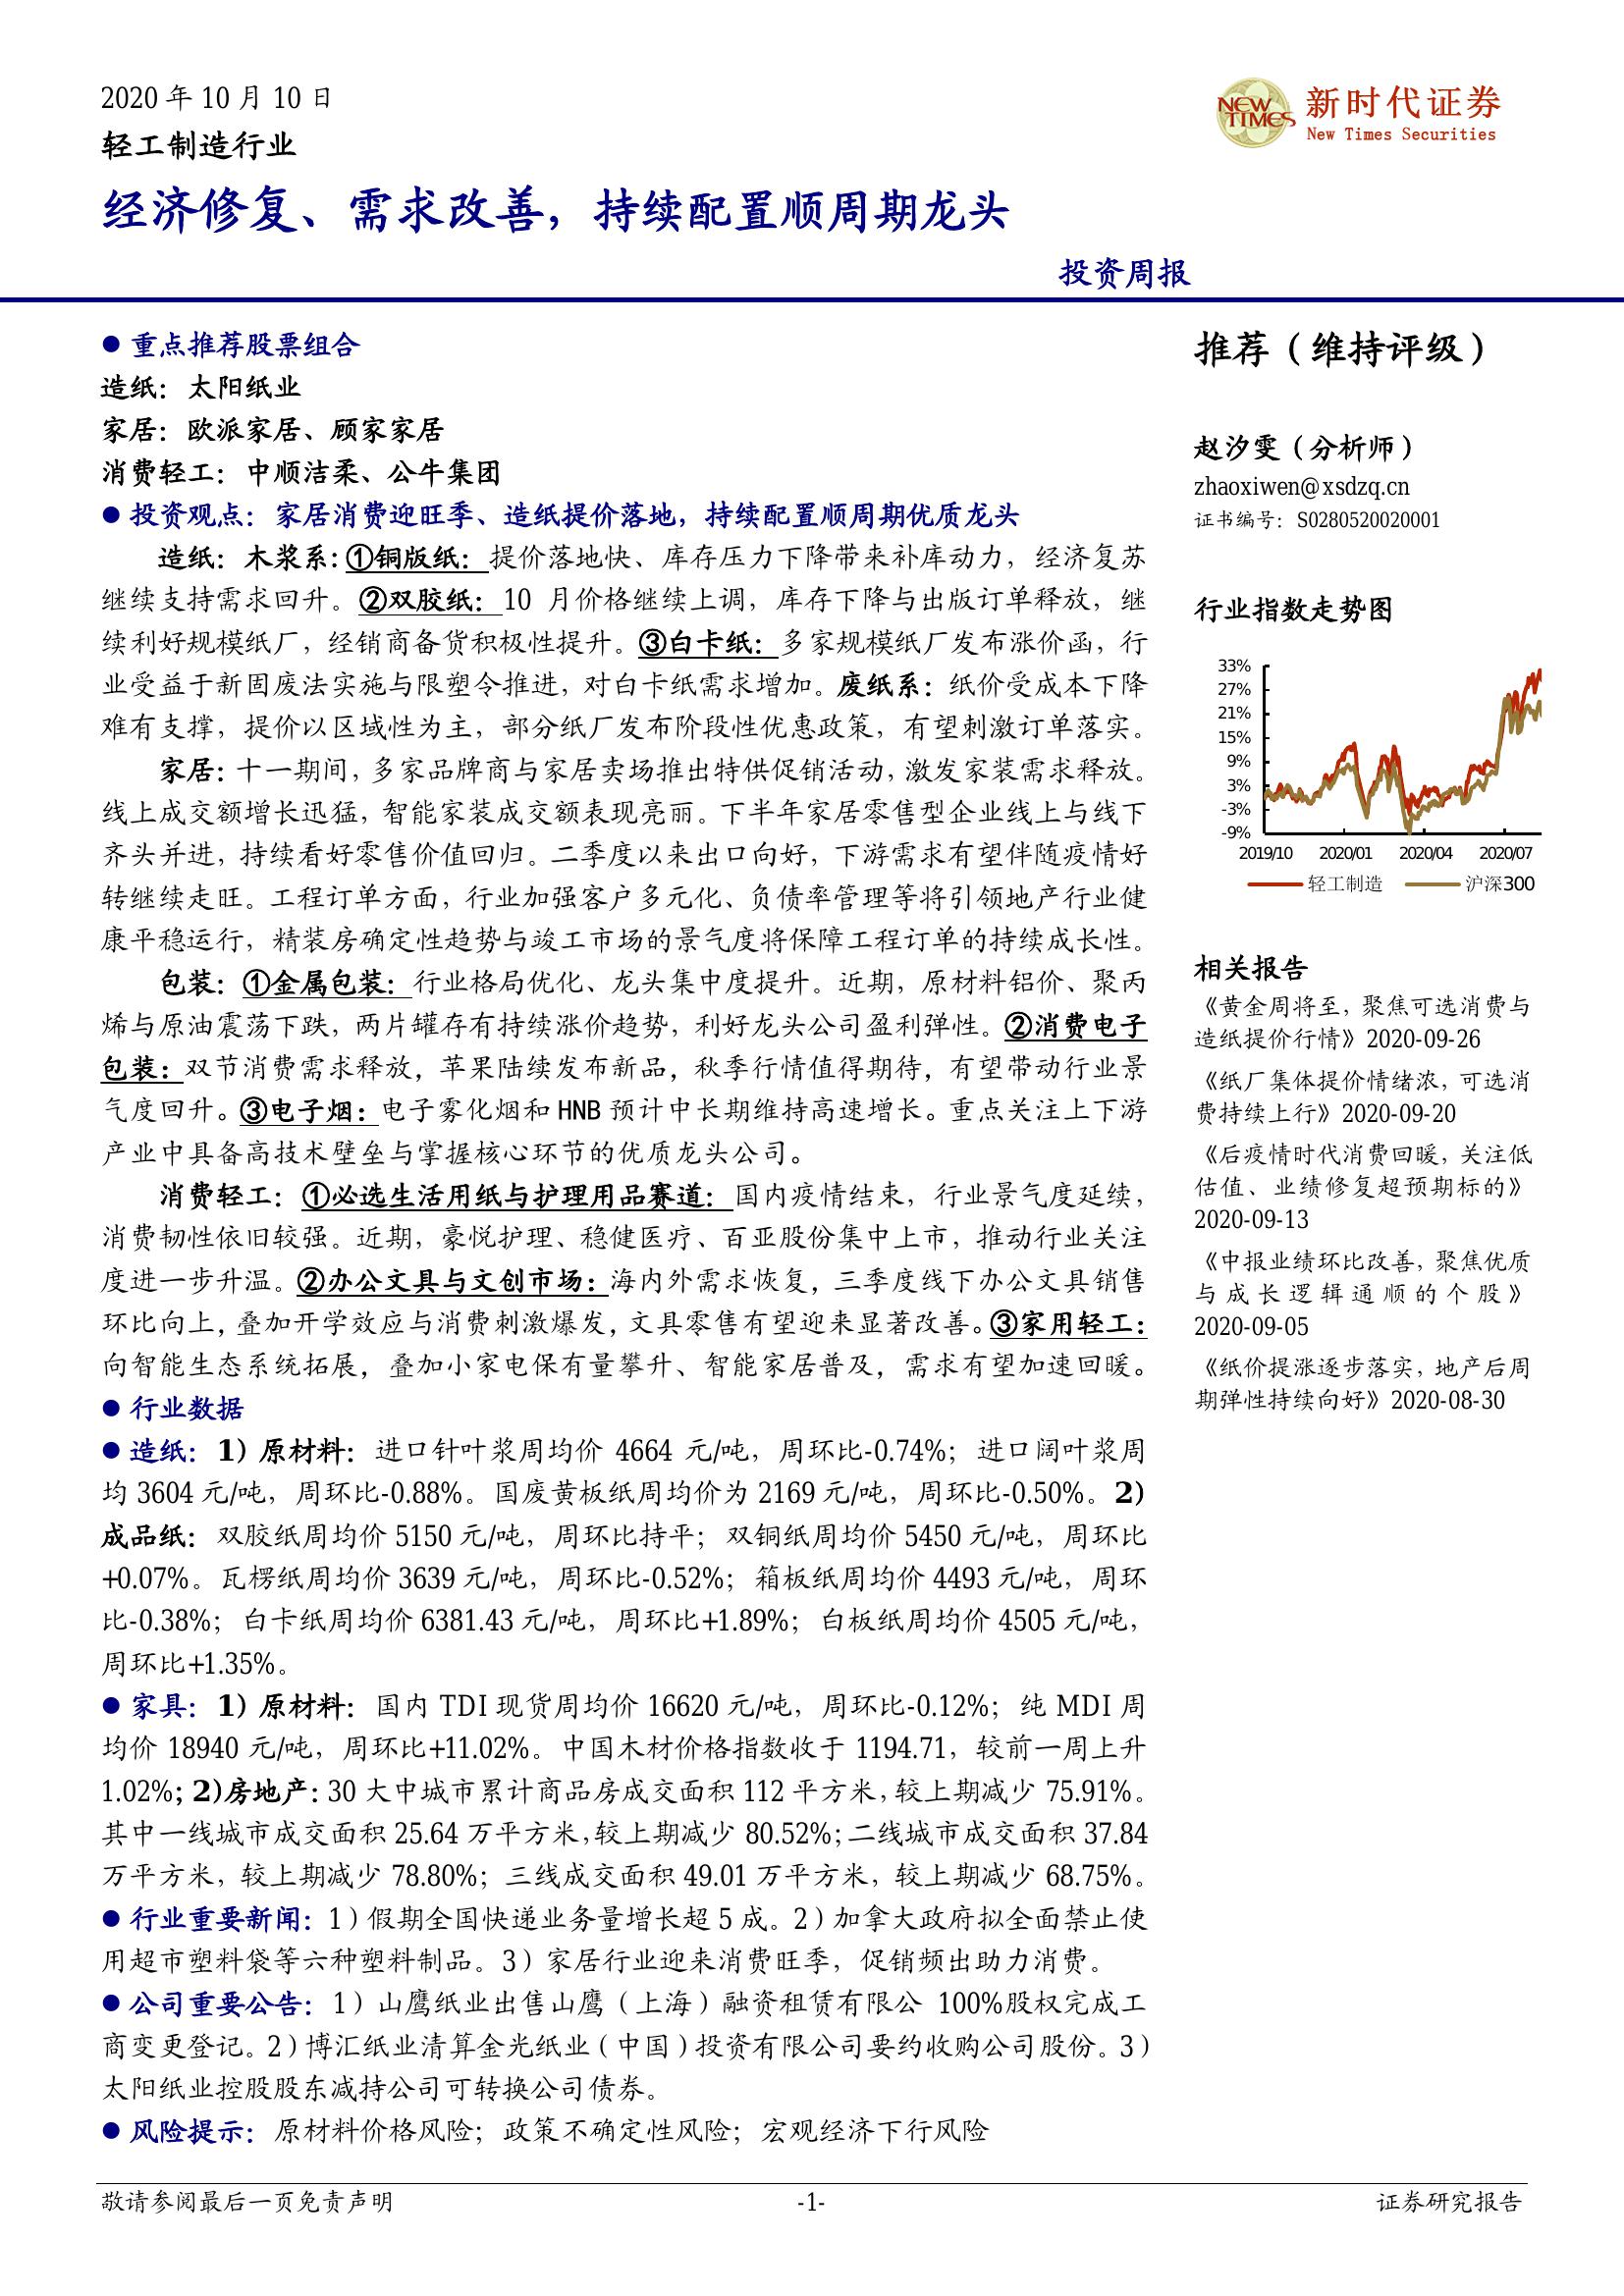 2020 年 10 月 10 日
轻工制造行业
NEW TIMES
新时代证券
New Times Securities
经济修复、需求改善，持续配置顺周期龙头
投资周报
●重点推荐股票组合
造纸：太阳纸业
家居：欧派家居、顾家家居
消费轻工：中顺洁柔、公牛集团
●投资观点：家居消费迎旺季、造纸提价落地，持续配置顺周期优质龙头
造纸：木浆系：①铜版纸：提价落地快、库存压力下降带来补库动力，经济复苏
继续支持需求回升。②双胶纸：10 月价格继续上调，库存下降与出版订单释放，继
续利好规模纸厂，经销商备货积极性提升。③白卡纸：多家规模纸厂发布涨价函，行
业受益于新固废法实施与限塑令推进，对白卡纸需求增加。废纸系：纸价受成本下降
难有支撑，提价以区域性为主，部分纸厂发布阶段性优惠政策，有望刺激订单落实。
家居：十一期间，多家品牌商与家居卖场推出特供促销活动，激发家装需求释放。
线上成交额增长迅猛，智能家装成交额表现亮丽。下半年家居零售型企业线上与线下
齐头并进，持续看好零售价值回归。二季度以来出口向好，下游需求有望伴随疫情好
转继续走旺。工程订单方面，行业加强客户多元化、负债率管理等将引领地产行业健
康平稳运行，精装房确定性趋势与竣工市场的景气度将保障工程订单的持续成长性。
包装：①金属包装：行业格局优化、龙头集中度提升。近期，原材料铝价、聚丙
烯与原油震荡下跌，两片罐存有持续涨价趋势，利好龙头公司盈利弹性。②消费电子
包装：双节消费需求释放，苹果陆续发布新品，秋季行情值得期待，有望带动行业景
气度回升。③电子烟：电子雾化烟和 HNB 预计中长期维持高速增长。重点关注上下游
产业中具备高技术壁垒与掌握核心环节的优质龙头公司。
消费轻工：①必选生活用纸与护理用品赛道：国内疫情结束，行业景气度延续，
消费韧性依旧较强。近期，豪悦护理、稳健医疗、百亚股份集中上市，推动行业关注
度进一步升温。②办公文具与文创市场：海内外需求恢复，三季度线下办公文具销售
环比向上，叠加开学效应与消费刺激爆发，文具零售有望迎来显著改善。③家用轻工：
向智能生态系统拓展，叠加小家电保有量攀升、智能家居普及，需求有望加速回暖。
●行业数据
●造纸：1）原材料：进口针叶浆周均价 4664 元/吨，周环比-0.74%；进口阔叶浆周
均 3604 元/吨，周环比-0.88%。国废黄板纸周均价为 2169 元/吨，周环比-0.50%。2）
成品纸：双胶纸周均价 5150 元/吨，周环比持平；双铜纸周均价 5450 元/吨，周环比
+0.07%。瓦楞纸周均价 3639 元/吨，周环比-0.52%；箱板纸周均价 4493 元/吨，周环
比-0.38%；白卡纸周均价 6381.43 元/吨，周环比+1.89%；白板纸周均价 4505 元/吨，
周环比+1.35%。
●家具：1）原材料：国内 TDI 现货周均价 16620 元/吨，周环比-0.12%；纯 MDI 周
均价 18940 元/吨，周环比+11.02%。中国木材价格指数收于 1194.71，较前一周上升
1.02%；2)房地产：30 大中城市累计商品房成交面积 112 平方米，较上期减少 75.91%。
其中一线城市成交面积 25.64 万平方米，较上期减少 80.52%；二线城市成交面积 37.84
万平方米，较上期减少 78.80%；三线成交面积 49.01 万平方米，较上期减少 68.75%。
●行业重要新闻：1）假期全国快递业务量增长超 5 成。2）加拿大政府拟全面禁止使
用超市塑料袋等六种塑料制品。3）家居行业迎来消费旺季，促销频出助力消费。
●公司重要公告：1）山鹰纸业出售山鹰（上海）融资租赁有限公 100%股权完成工
商变更登记。2）博汇纸业清算金光纸业（中国）投资有限公司要约收购公司股份。3）
太阳纸业控股股东减持公司可转换公司债券。
●风险提示：原材料价格风险；政策不确定性风险；宏观经济下行风险
推荐（维持评级）
赵汐雯（分析师）
zhaoxiwen@xsdzq.cn
证书编号：S0280520020001
行业指数走势图
33%
27%
21%
15%
9%
3%
-3%
-9%
2019/10 2020/01 2020/04 2020/07
轻工制造 沪深300
相关报告
《黄金周将至，聚焦可选消费与
造纸提价行情》2020-09-26
《纸厂集体提价情绪浓，可选消
费持续上行》2020-09-20
《后疫情时代消费回暖，关注低
估值、业绩修复超预期标的》
2020-09-13
《中报业绩环比改善，聚焦优质
与成长逻辑通顺的个股》
2020-09-05
《纸价提涨逐步落实，地产后周
期弹性持续向好》2020-08-30
敬请参阅最后一页免责声明 -1- 证券研究报告